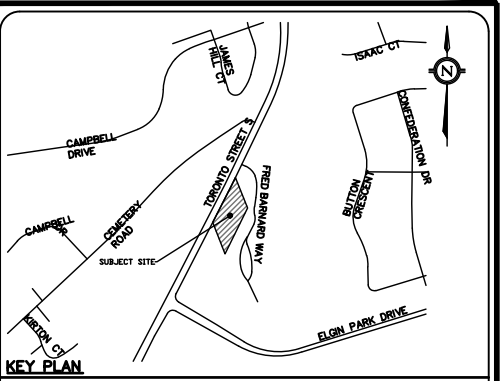 JAMES
HILL CT
ISAAC CT
N
CONFEDERATION DR
CAMPBELL
DRIVE
TORONTO STREET S
FRED BARNARD WAY
BUTTON
CRESCENT
CAMPBELL
DR
CEMETERY
ROAD
SUBJECT SITE
KIRTON CT
ELGIN PARK DRIVE
KEY PLAN